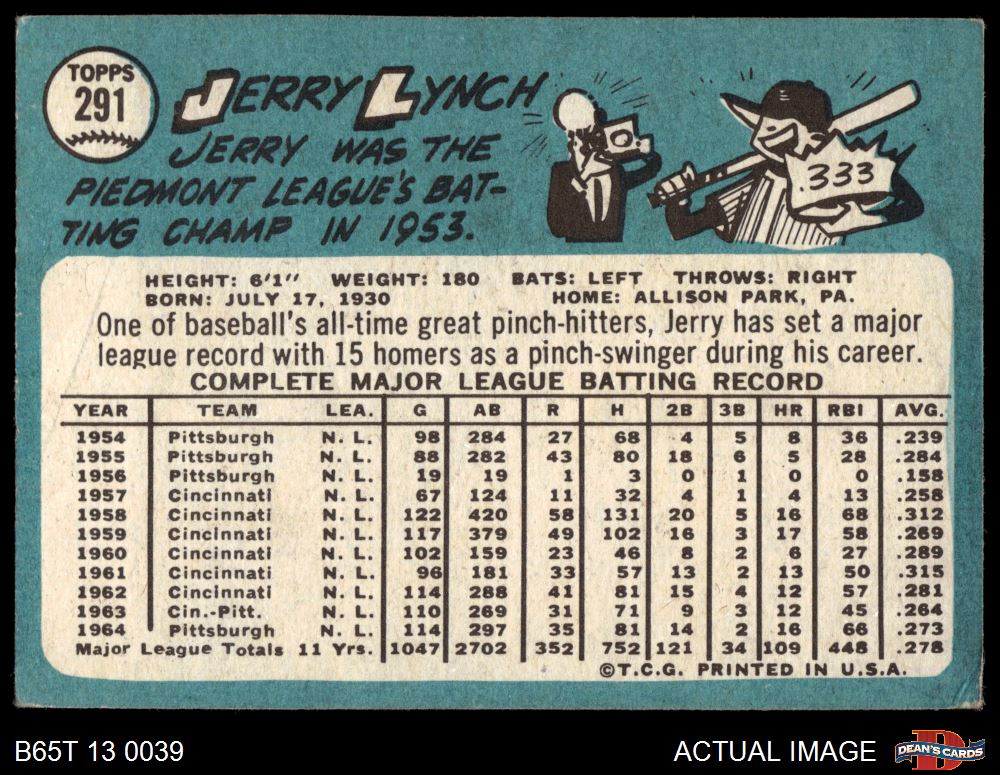 TOPPS
291
JERRY LYNCH
JERRY WAS THE
PIEDMONT LEAGUE'S BAT-
TING CHAMP IN 1953.
.333
HEIGHT: 6'1" WEIGHT: 180 BATS: LEFT THROWS: RIGHT
BORN: JULY 17, 1930 HOME: ALLISON PARK, PA.
One of baseball's all-time great pinch-hitters, Jerry has set a major
league record with 15 homers as a pinch-swinger during his career.
COMPLETE MAJOR LEAGUE BATTING RECORD
YEAR TEAM LEA. G AB R H 2B 3B HR RBI AVG.
1954 Pittsburgh N. L. 98 284 27 68 4 5 8 36 .239
1955 Pittsburgh N. L. 88 282 43 80 18 6 5 28 .284
1956 Pittsburgh N. L. 19 19 1 3 0 1 0 0 .158
1957 Cincinnati N. L. 67 124 11 32 4 1 4 13 .258
1958 Cincinnati N. L. 122 420 58 131 20 5 16 68 .312
1959 Cincinnati N. L. 117 379 49 102 16 3 17 58 .269
1960 Cincinnati N. L. 102 159 23 46 8 2 6 27 .289
1961 Cincinnati N. L. 96 181 33 57 13 2 13 50 .315
1962 Cincinnati N. L. 114 288 41 81 15 4 12 57 .281
1963 Cin.-Pitt. N. L. 110 269 31 71 9 3 12 45 .264
1964 Pittsburgh N. L. 114 297 35 81 14 2 16 66 .273
Major League Totals 11 Yrs. 1047 2702 352 752 121 34 109 448 .278
©T.C.G. PRINTED IN U.S.A.
B65T 13 0039
ACTUAL IMAGE
D
DEAN'S CARDS